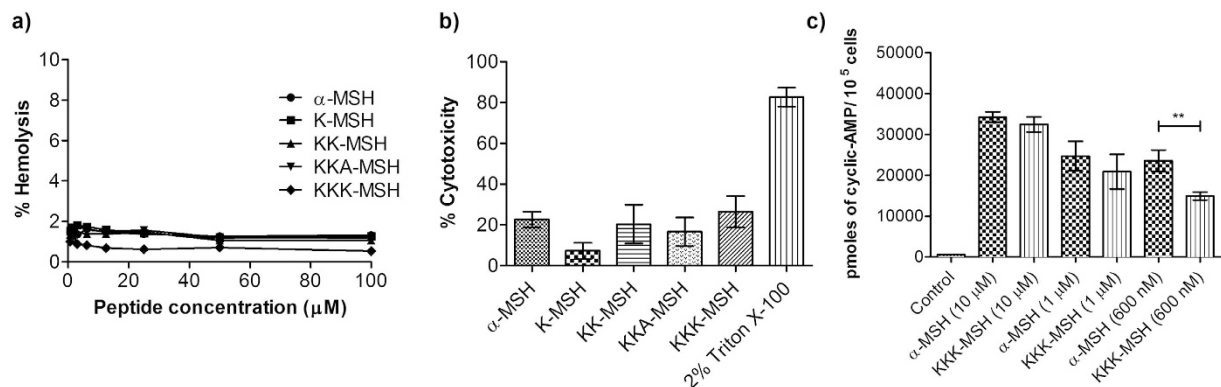 a)
% Hemolysis
10
8
6
4
2
0
0
20
40
60
80
100
Peptide concentration (μM)
α-MSH
K-MSH
KK-MSH
KKA-MSH
KKK-MSH
b)
% Cytotoxicity
100
80
60
40
20
0
α-MSH
K-MSH
KK-MSH
KKA-MSH
KKK-MSH
2% Triton X-100
c)
pmoles of cyclic-AMP/ 10⁵ cells
50000
40000
30000
20000
10000
0
**
Control
α-MSH (10 μM)
KKK-MSH (10 μM)
α-MSH (1 μM)
KKK-MSH (1 μM)
α-MSH (600 nM)
KKK-MSH (600 nM)